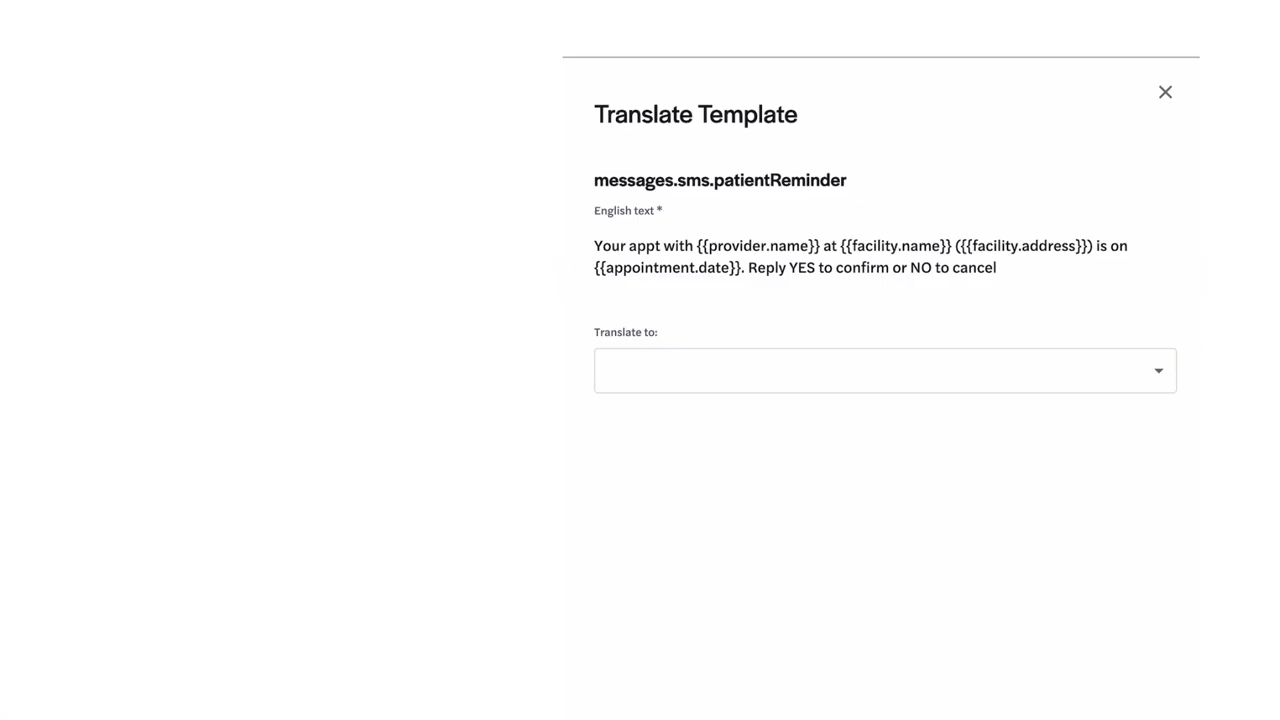 Translate Template
messages.sms.patientReminder
English text *
Your appt with {{provider.name}} at {{facility.name}} ({{facility.address}}) is on
{{appointment.date}}. Reply YES to confirm or NO to cancel
Translate to: